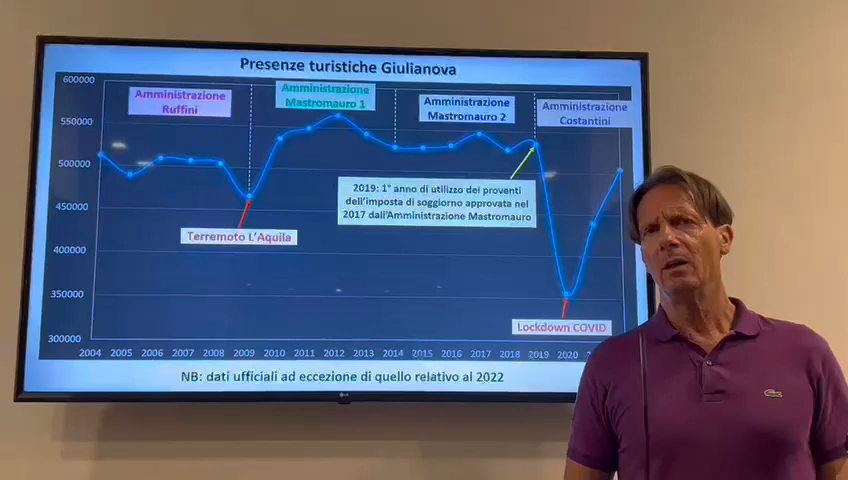 Presenze turistiche Giulianova
600000
550000
500000
450000
400000
350000
300000
Amministrazione
Ruffini
Amministrazione
Mastromauro 1
Amministrazione
Mastromauro 2
Amministrazione
Costantini
2019: 1° anno di utilizzo dei proventi
dell'imposta di soggiorno approvata nel
2017 dall'Amministrazione Mastromauro
Terremoto L'Aquila
Lockdown COVID
2004 2005 2006 2007 2008 2009 2010 2011 2012 2013 2014 2015 2016 2017 2018 2019 2020
NB: dati ufficiali ad eccezione di quello relativo al 2022
LG